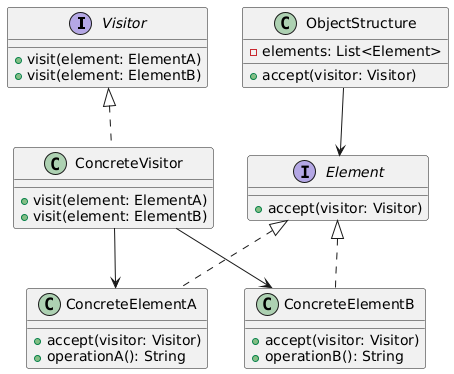 I Visitor
+visit(element: ElementA)
+visit(element: ElementB)
C ObjectStructure
elements: List<Element>
accept(visitor: Visitor)
C ConcreteVisitor
visit(element: ElementA)
visit(element: ElementB)
I Element
accept(visitor: Visitor)
C ConcreteElementA
accept(visitor: Visitor)
operationA(): String
C ConcreteElementB
accept(visitor: Visitor)
operationB(): String